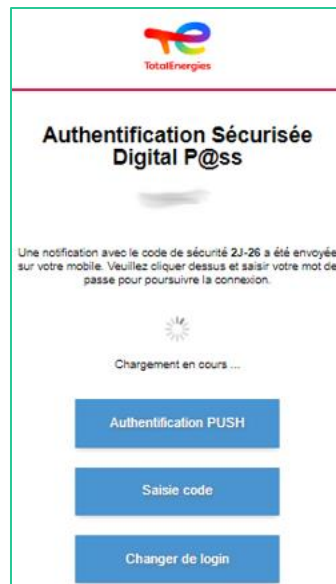 TotalEnergies
Authentification Sécurisée
Digital P@ss
Une notification avec le code de sécurité 2J-26 a été envoyée
sur votre mobile. Veuillez cliquer dessus et saisir votre mot de
passe pour poursuivre la connexion.
Chargement en cours ...
Authentification PUSH
Saisie code
Changer de login